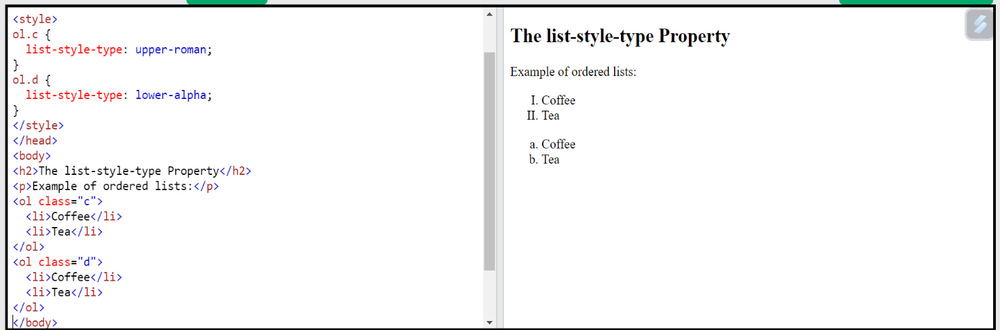 <style>
ol.c {
  list-style-type: upper-roman;
}
ol.d {
  list-style-type: lower-alpha;
}
</style>
</head>
<body>
<h2>The list-style-type Property</h2>
<p>Example of ordered lists:</p>
<ol class="c">
  <li>Coffee</li>
  <li>Tea</li>
</ol>
<ol class="d">
  <li>Coffee</li>
  <li>Tea</li>
</ol>
</body>
The list-style-type Property
Example of ordered lists:
I. Coffee
II. Tea
a. Coffee
b. Tea